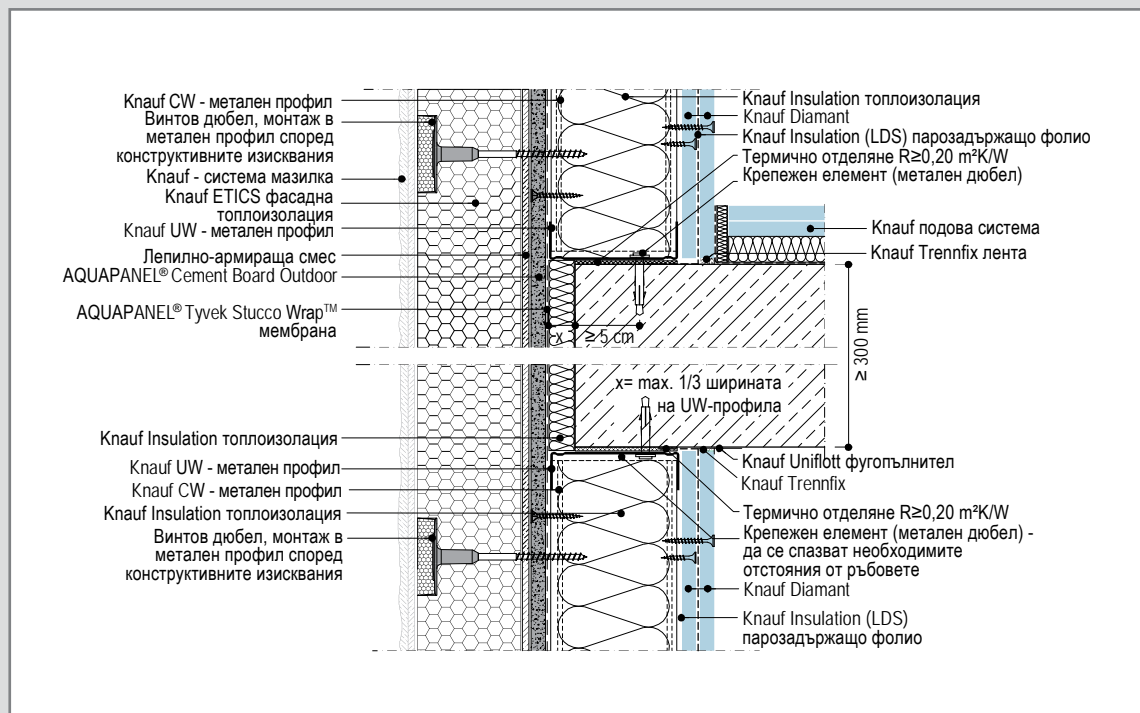 Knauf CW - метален профил
Винтов дюбел, монтаж в
метален профил според
конструктивните изисквания
Knauf - система мазилка
Knauf ETICS фасадна
топлоизолация
Knauf UW - метален профил
Лепилно-армираща смес
AQUAPANEL® Cement Board Outdoor
AQUAPANEL® Tyvek Stucco Wrap™
мембрана
Knauf Insulation топлоизолация
Knauf UW - метален профил
Knauf CW - метален профил
Knauf Insulation топлоизолация
Винтов дюбел, монтаж в
метален профил според
конструктивните изисквания
x ≥ 5 cm
x= max. 1/3 ширината
на UW-профила
≥ 300 mm
Knauf Insulation топлоизолация
Knauf Diamant
Knauf Insulation (LDS) парозадържащо фолио
Термично отделяне R≥0,20 m²K/W
Крепежен елемент (метален дюбел)
Knauf подова система
Knauf Trennfix лента
Knauf Uniflott фугопълнител
Knauf Trennfix
Термично отделяне R≥0,20 m²K/W
Крепежен елемент (метален дюбел) -
да се спазват необходимите
отстояния от ръбовете
Knauf Diamant
Knauf Insulation (LDS)
парозадържащо фолио